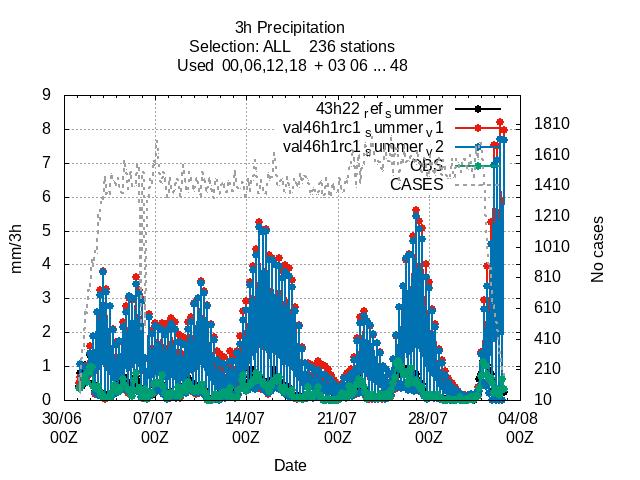 3h Precipitation
Selection: ALL    236 stations
Used  00,06,12,18  + 03 06 ... 48
43h22_ref_summer
val46h1rc1_summer_v1
val46h1rc1_summer_v2
OBS
CASES
9
8
7
6
5
4
3
2
1
0
mm/3h
1810
1610
1410
1210
1010
810
610
410
210
10
No cases
30/06 07/07 14/07 21/07 28/07 04/08
00Z 00Z 00Z 00Z 00Z 00Z
Date